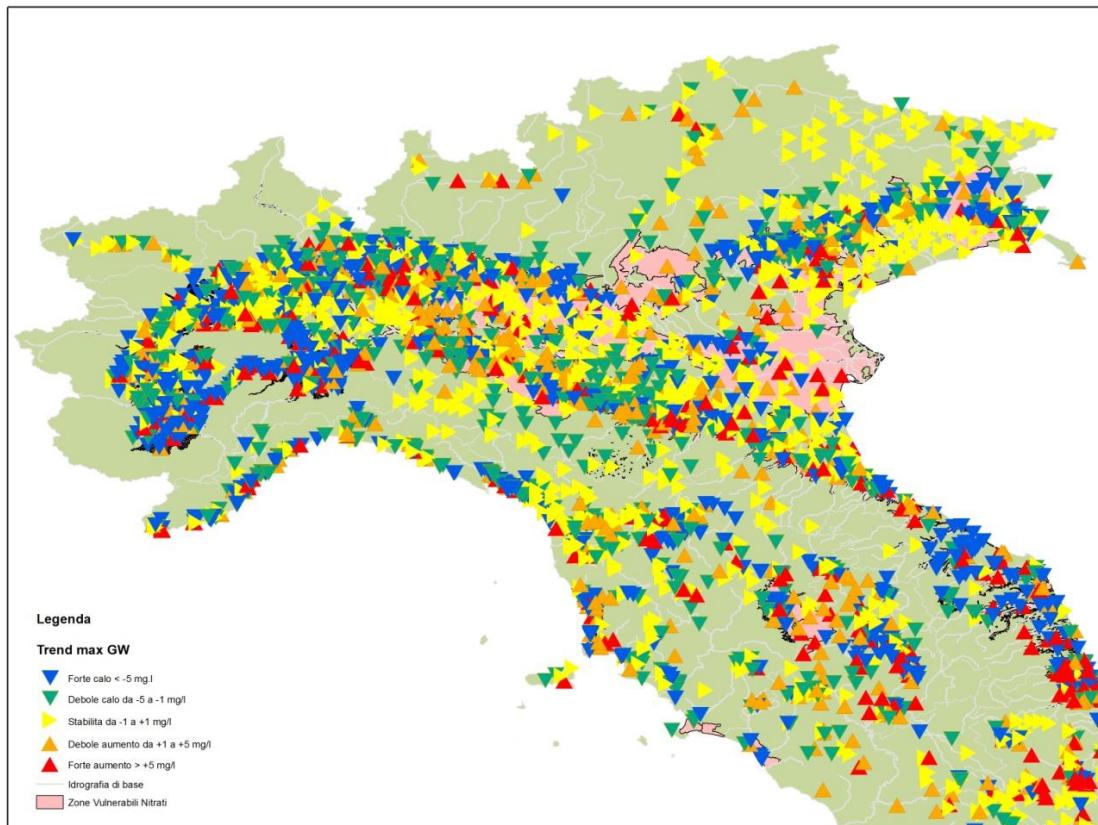 Legenda
Trend max GW
Forte calo < -5 mg.l
Debole calo da -5 a -1 mg/l
Stabilita da -1 a +1 mg/l
Debole aumento da +1 a +5 mg/l
Forte aumento > +5 mg/l
Idrografia di base
Zone Vulnerabili Nitrati